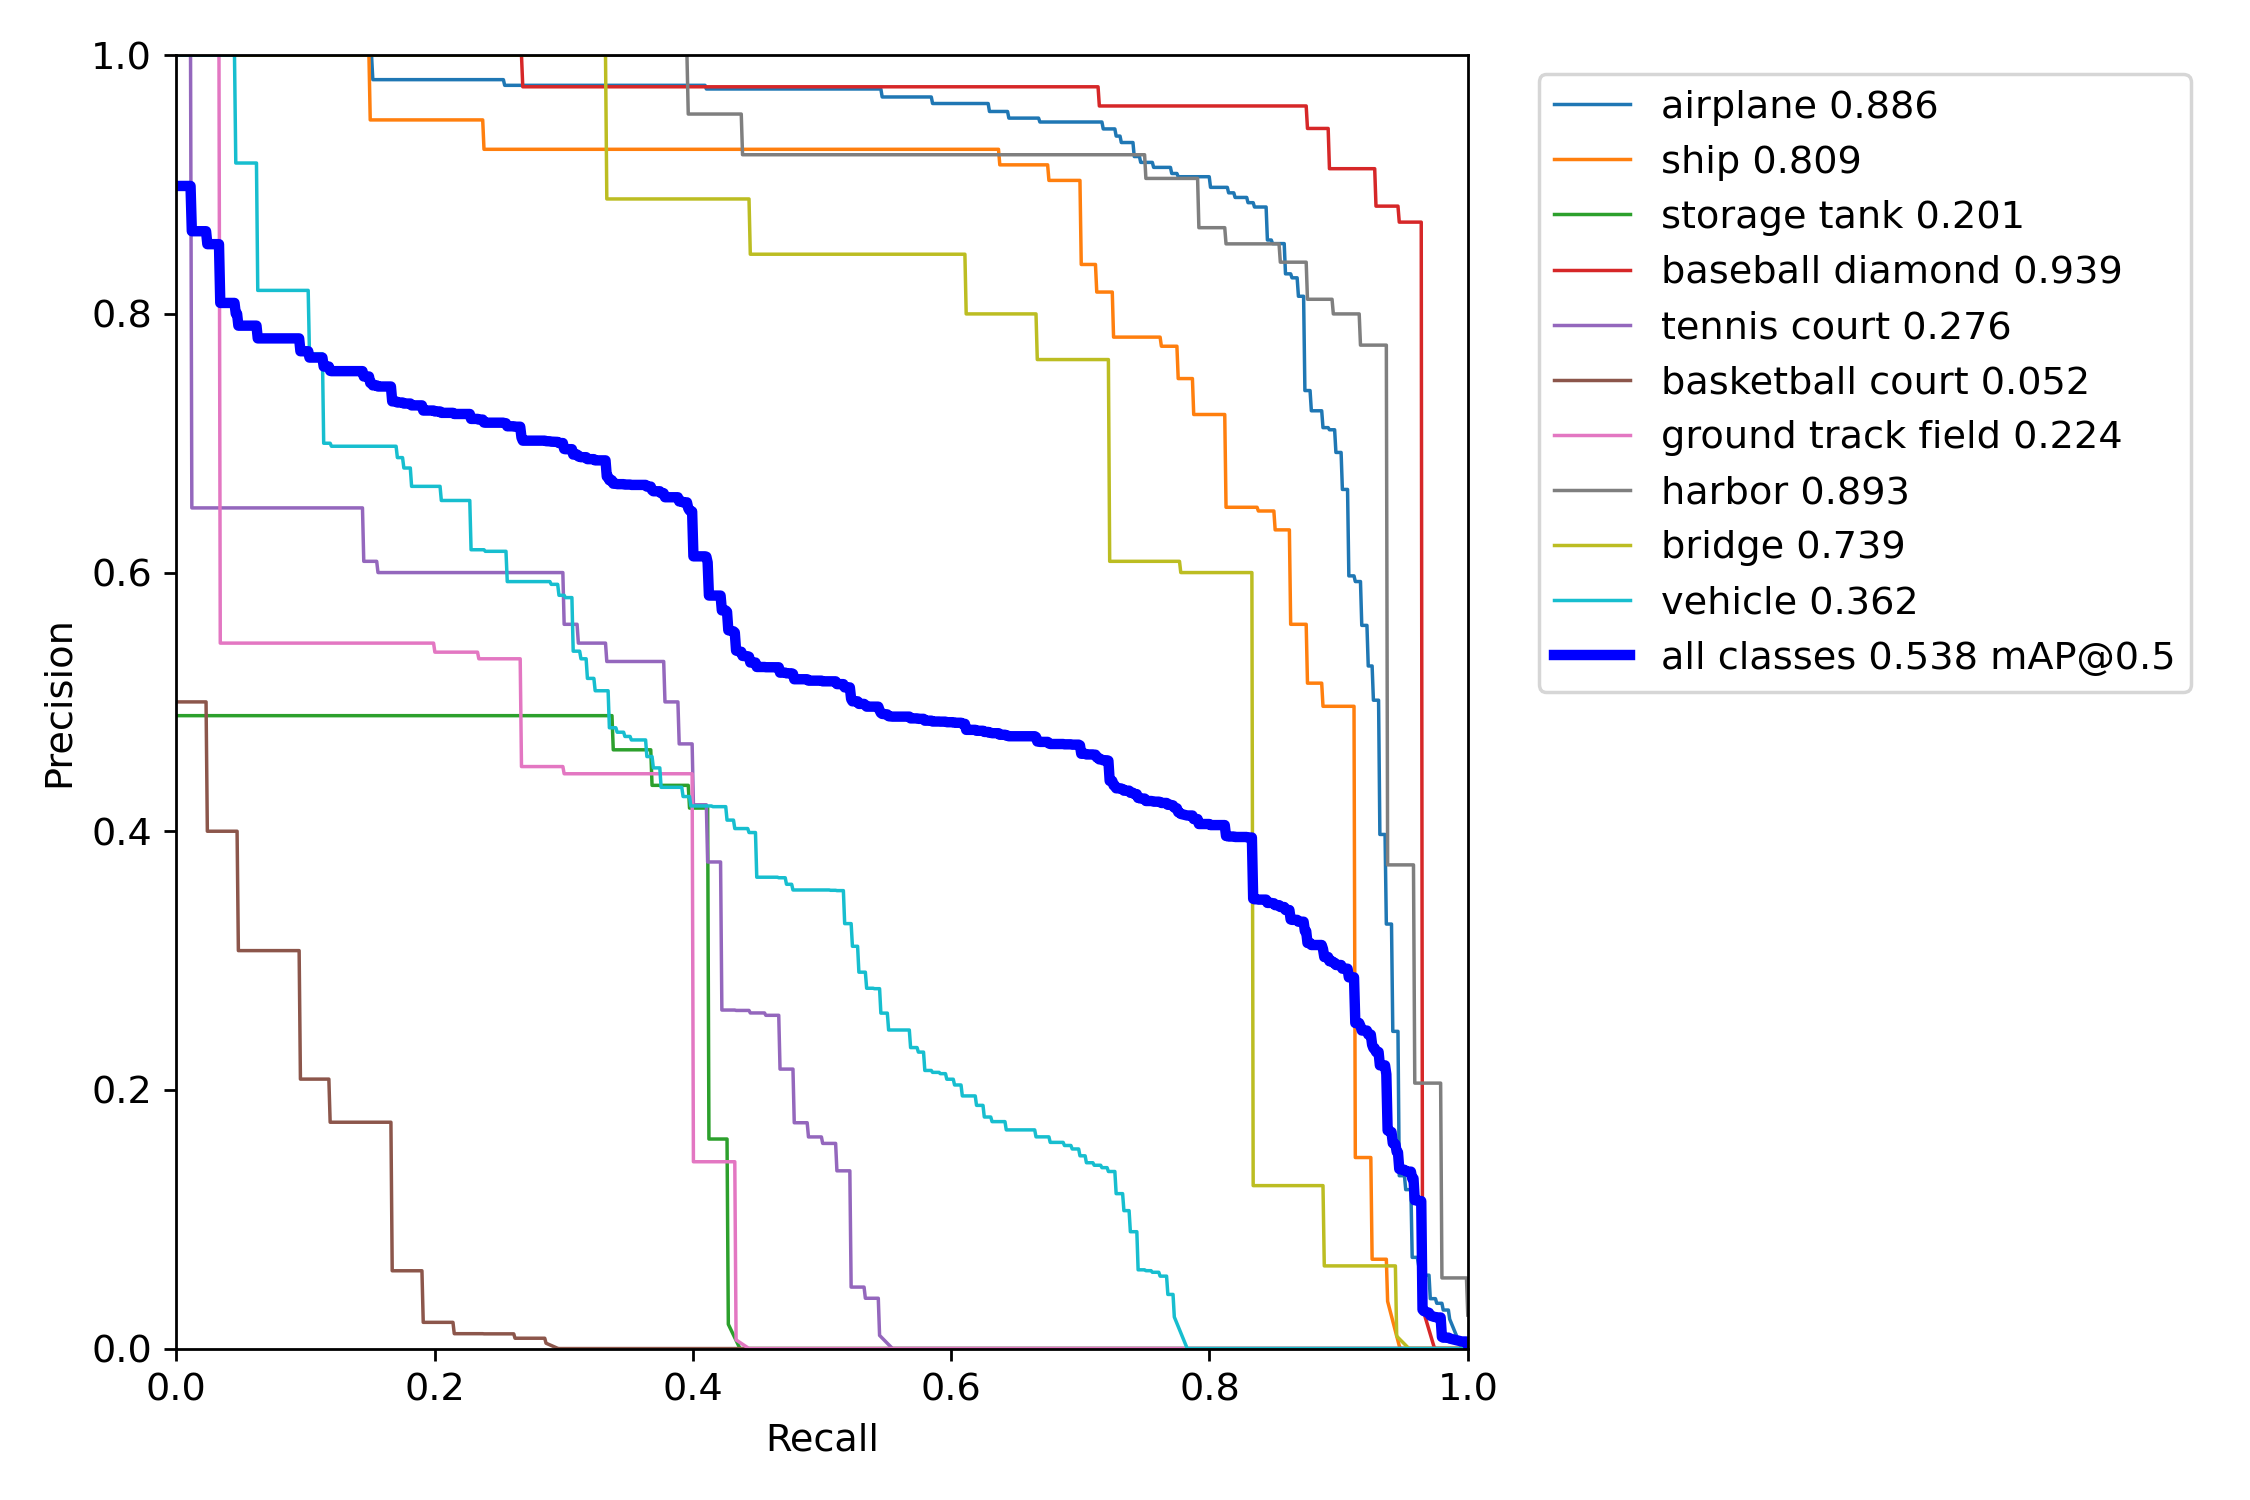 1.0
0.8
0.6
0.4
0.2
0.0
Precision
0.0 0.2 0.4 0.6 0.8 1.0
Recall
airplane 0.886
ship 0.809
storage tank 0.201
baseball diamond 0.939
tennis court 0.276
basketball court 0.052
ground track field 0.224
harbor 0.893
bridge 0.739
vehicle 0.362
all classes 0.538 mAP@0.5